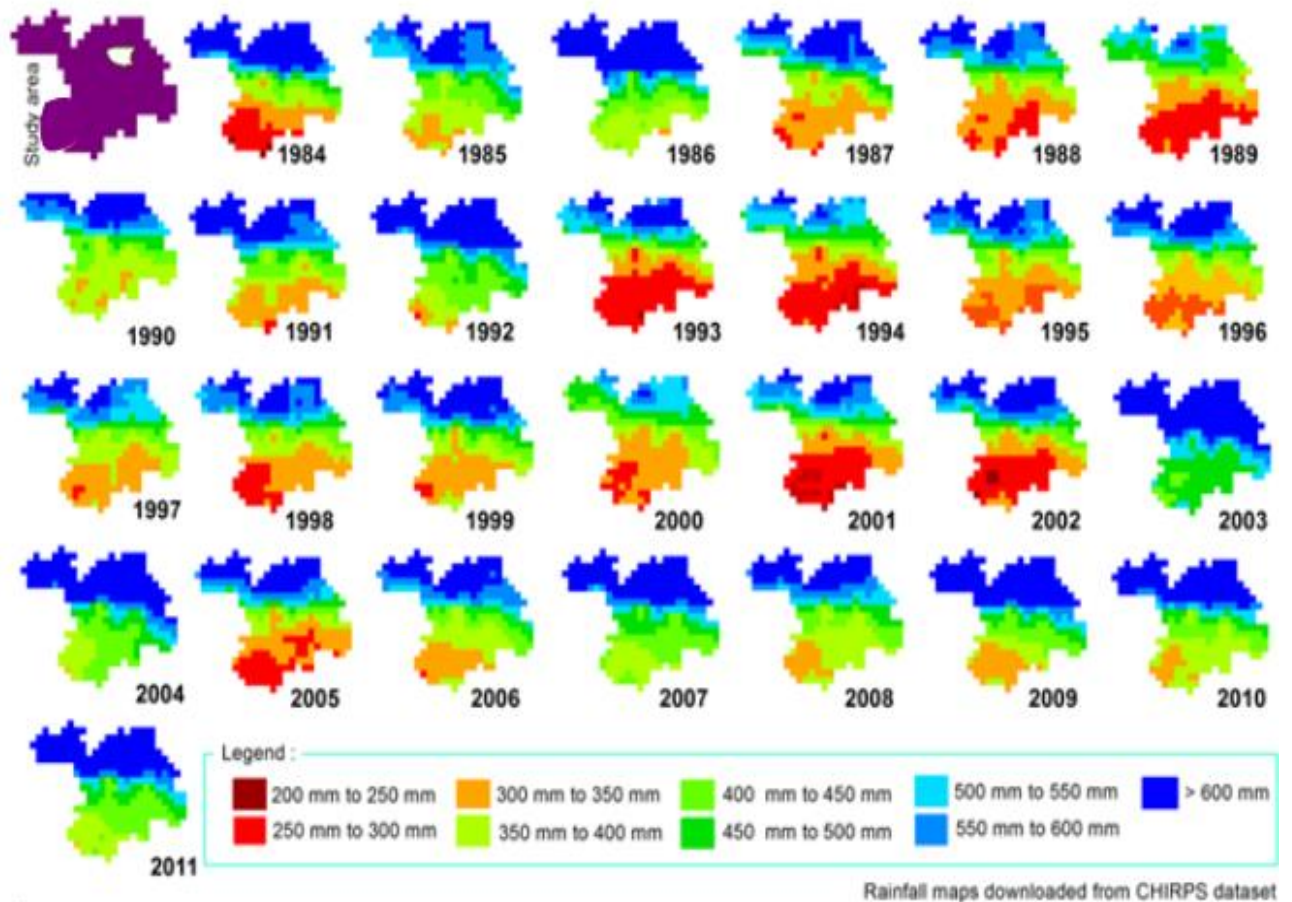 Study area
1984
1985
1986
1987
1988
1989
1990
1991
1992
1993
1994
1995
1996
1997
1998
1999
2000
2001
2002
2003
2004
2005
2006
2007
2008
2009
2010
2011
Legend :
200 mm to 250 mm
300 mm to 350 mm
400 mm to 450 mm
500 mm to 550 mm
> 600 mm
250 mm to 300 mm
350 mm to 400 mm
450 mm to 500 mm
550 mm to 600 mm
Rainfall maps downloaded from CHIRPS dataset